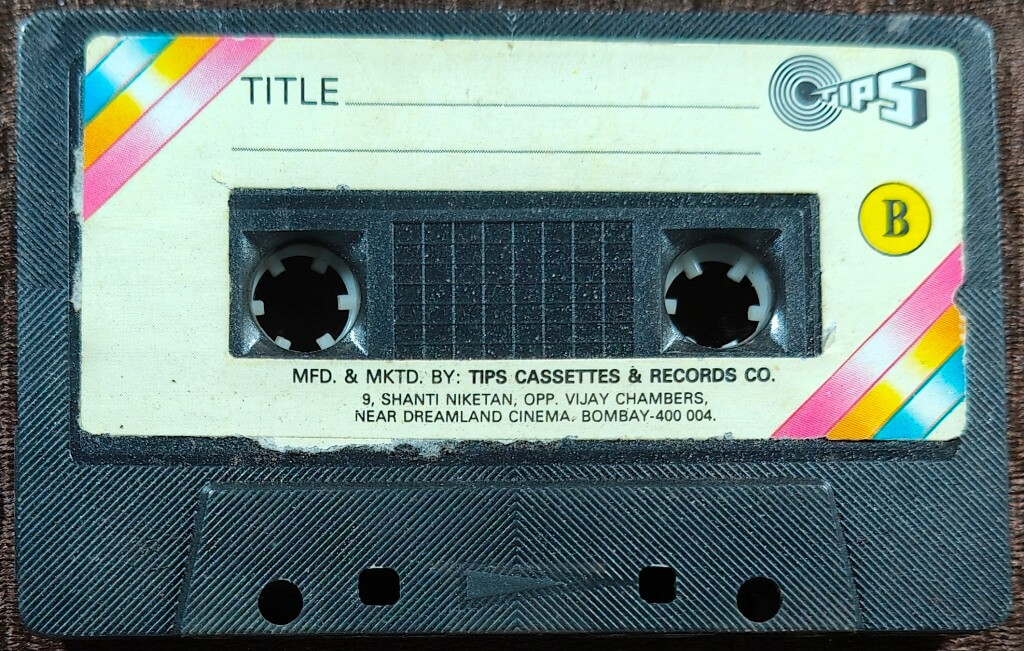 TITLE
TIPS
B
MFD. & MKTD. BY: TIPS CASSETTES & RECORDS CO.
9, SHANTI NIKETAN, OPP. VIJAY CHAMBERS,
NEAR DREAMLAND CINEMA. BOMBAY-400 004.